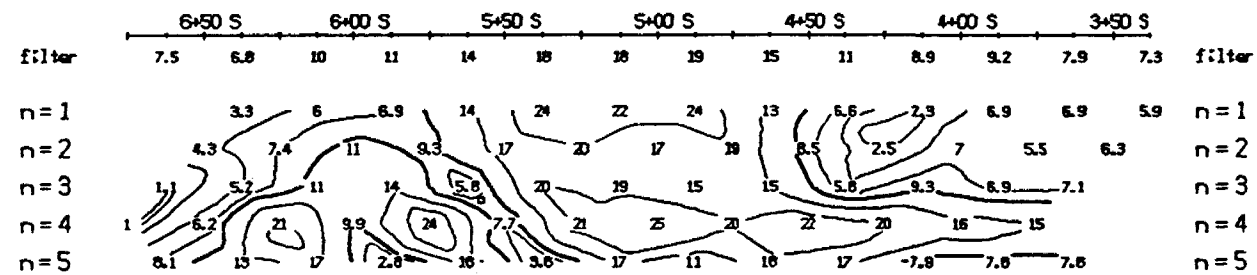 6+50 S 6+00 S 5+50 S 5+00 S 4+50 S 4+00 S 3+50 S
filter 7.5 6.8 10 11 14 18 18 19 15 11 8.9 9.2 7.9 7.3 filter
n=1 3.3 6 6.9 14 24 22 24 13 6.6 2.3 6.9 6.9 5.9 n=1
n=2 4.3 7.4 11 9.3 17 20 17 19 8.5 2.5 7 5.5 6.3 n=2
n=3 1.1 5.2 11 14 5.8 20 19 15 15 5.8 9.3 6.9 7.1 n=3
n=4 1 6.2 21 9.9 24 7.7 21 25 20 22 20 16 15 n=4
n=5 8.1 13 17 2.8 16 3.6 17 11 16 17 7.9 7.6 7.6 n=5